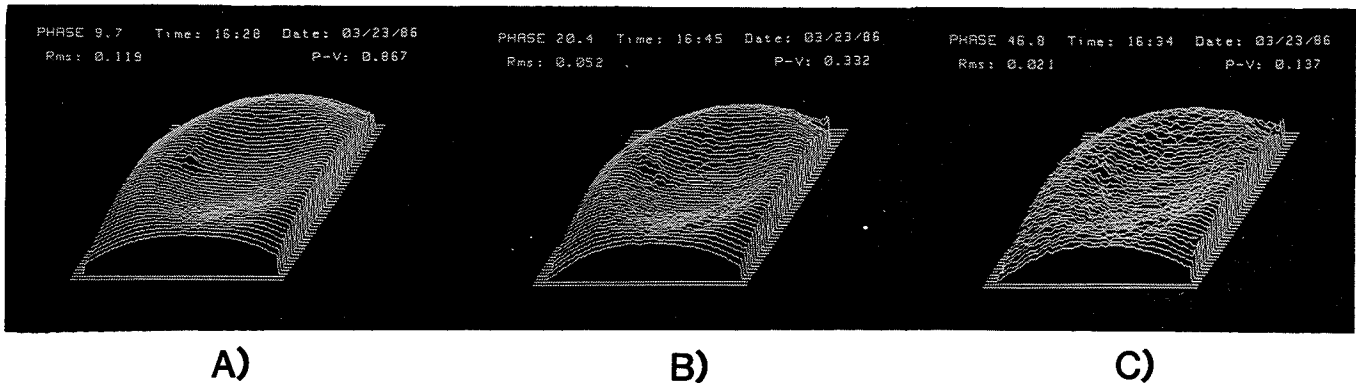 PHASE 9.7 Time: 16:28 Date: 03/23/86
Rms: 0.119 P-V: 0.867
PHASE 20.4 Time: 16:45 Date: 03/23/86
Rms: 0.052 P-V: 0.332
PHASE 46.8 Time: 16:34 Date: 03/23/86
Rms: 0.021 P-V: 0.137
A)
B)
C)